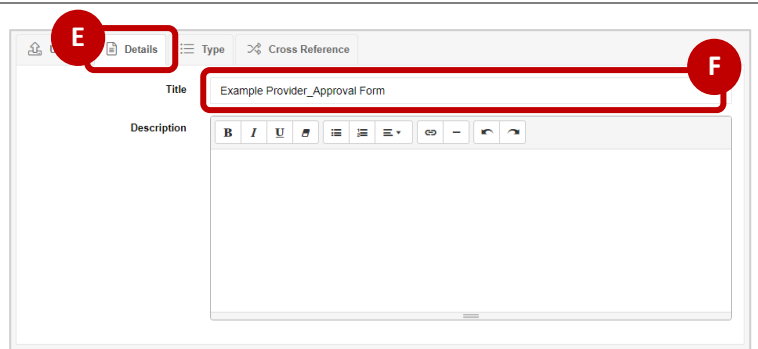 E
Details Type Cross Reference
F
Title Example Provider_Approval Form
Description B I U